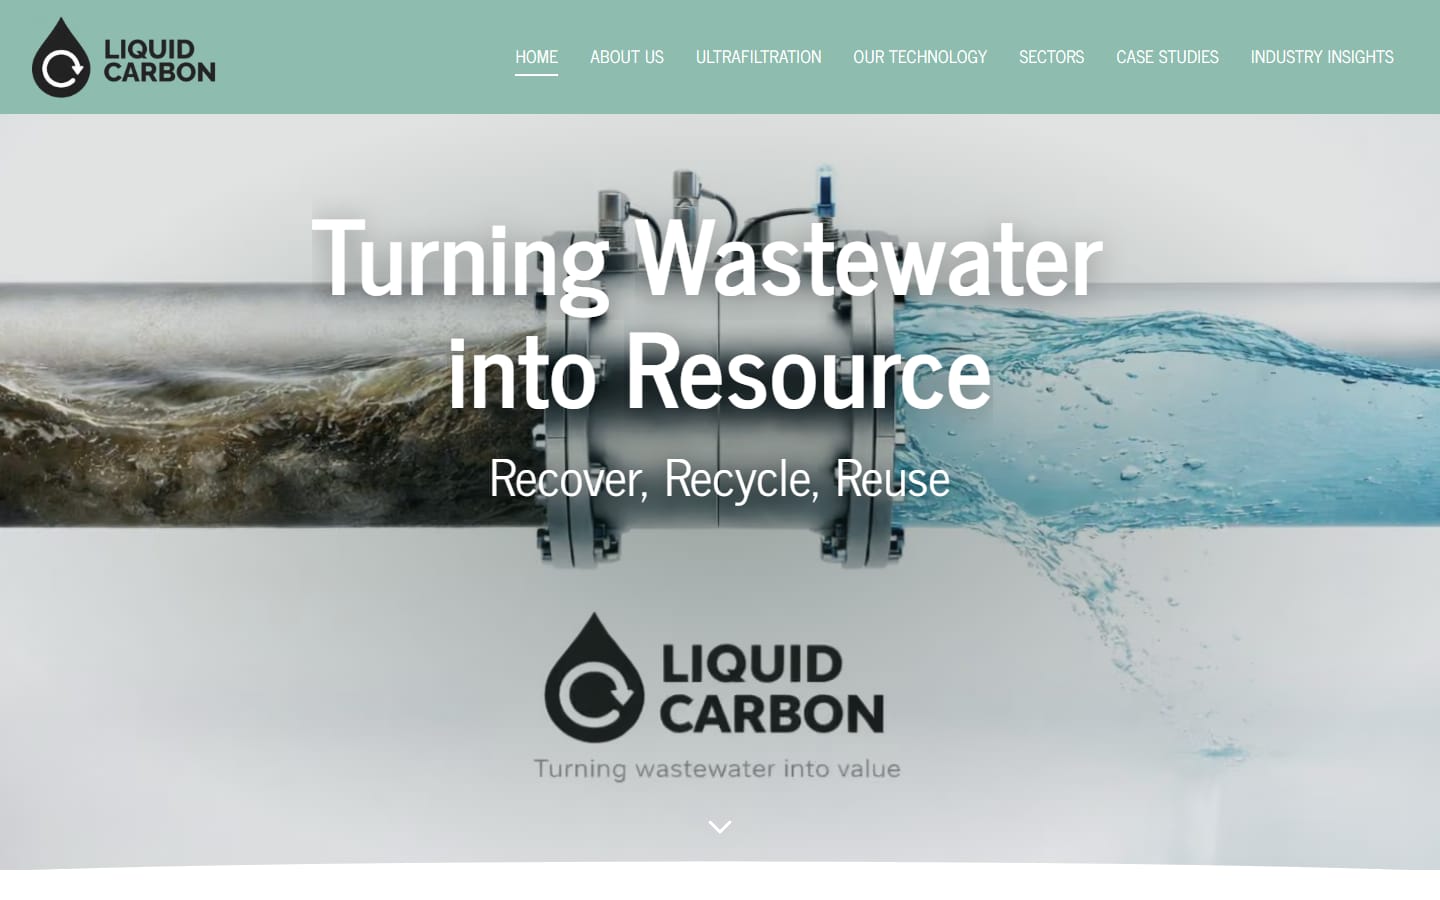 LIQUID
CARBON
HOME ABOUT US ULTRAFILTRATION OUR TECHNOLOGY SECTORS CASE STUDIES INDUSTRY INSIGHTS
Turning Wastewater
into Resource
Recover, Recycle, Reuse
LIQUID
CARBON
Turning wastewater into value